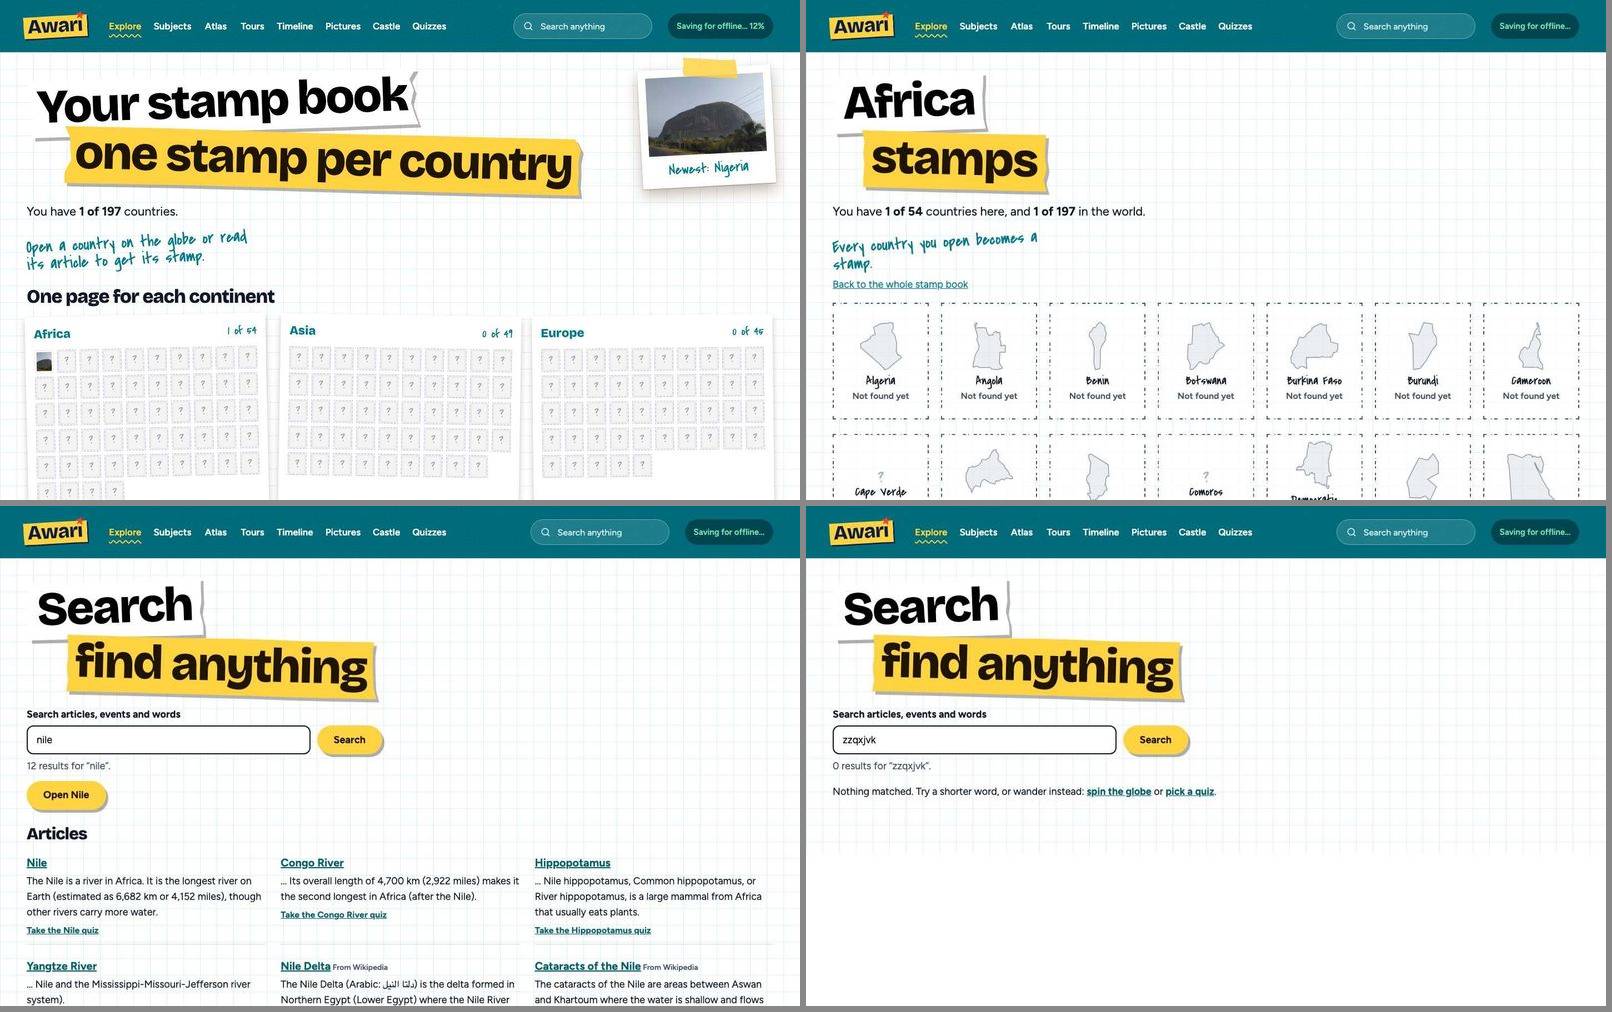 Awari
Explore Subjects Atlas Tours Timeline Pictures Castle Quizzes
Search anything
Saving for offline... 12%
Your stamp book
one stamp per country
Newest: Nigeria
You have 1 of 197 countries.
Open a country on the globe or read
its article to get its stamp.
One page for each continent
Africa
1 of 54
Asia
0 of 49
Europe
0 of 45
Awari
Explore Subjects Atlas Tours Timeline Pictures Castle Quizzes
Search anything
Saving for offline...
Africa
stamps
You have 1 of 54 countries here, and 1 of 197 in the world.
Every country you open becomes a
stamp.
Back to the whole stamp book
Algeria
Not found yet
Angola
Not found yet
Benin
Not found yet
Botswana
Not found yet
Burkina Faso
Not found yet
Burundi
Not found yet
Cameroon
Not found yet
?
Cape Verde
?
Comoros
Democratic
Awari
Explore Subjects Atlas Tours Timeline Pictures Castle Quizzes
Search anything
Saving for offline...
Search
find anything
Search articles, events and words
nile
Search
12 results for “nile”.
Open Nile
Articles
Nile
The Nile is a river in Africa. It is the longest river on
Earth (estimated as 6,682 km or 4,152 miles), though
other rivers carry more water.
Take the Nile quiz
Congo River
... Its overall length of 4,700 km (2,922 miles) makes it
the second longest in Africa (after the Nile).
Take the Congo River quiz
Hippopotamus
... Nile hippopotamus, Common hippopotamus, or
River hippopotamus, is a large mammal from Africa
that usually eats plants.
Take the Hippopotamus quiz
Yangtze River
... Nile and the Mississippi-Missouri-Jefferson river
system).
Nile Delta From Wikipedia
The Nile Delta (Arabic: دلتا النيل) is the delta formed in
Northern Egypt (Lower Egypt) where the Nile River
Cataracts of the Nile From Wikipedia
The cataracts of the Nile are areas between Aswan
and Khartoum where the water is shallow and flows
Awari
Explore Subjects Atlas Tours Timeline Pictures Castle Quizzes
Search anything
Saving for offline...
Search
find anything
Search articles, events and words
zzqxjvk
Search
0 results for “zzqxjvk”.
Nothing matched. Try a shorter word, or wander instead: spin the globe or pick a quiz.